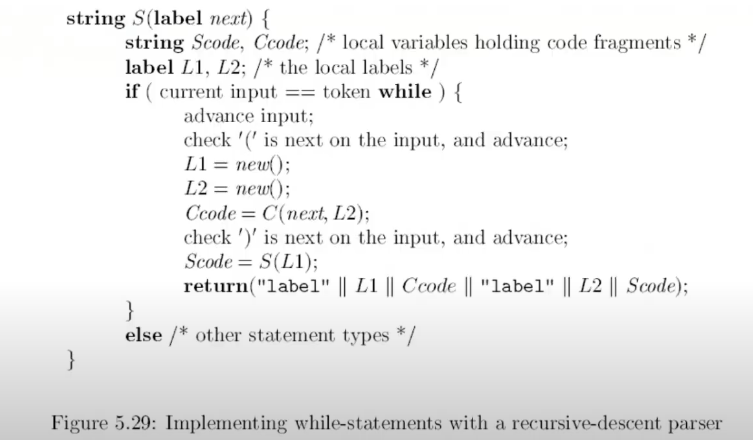 string S(label next) {
string Scode, Ccode; /* local variables holding code fragments */
label L1, L2; /* the local labels */
if ( current input == token while ) {
advance input;
check '(' is next on the input, and advance;
L1 = new();
L2 = new();
Ccode = C(next, L2);
check ')' is next on the input, and advance;
Scode = S(L1);
return("label" || L1 || Ccode || "label" || L2 || Scode);
}
else /* other statement types */
}
Figure 5.29: Implementing while-statements with a recursive-descent parser